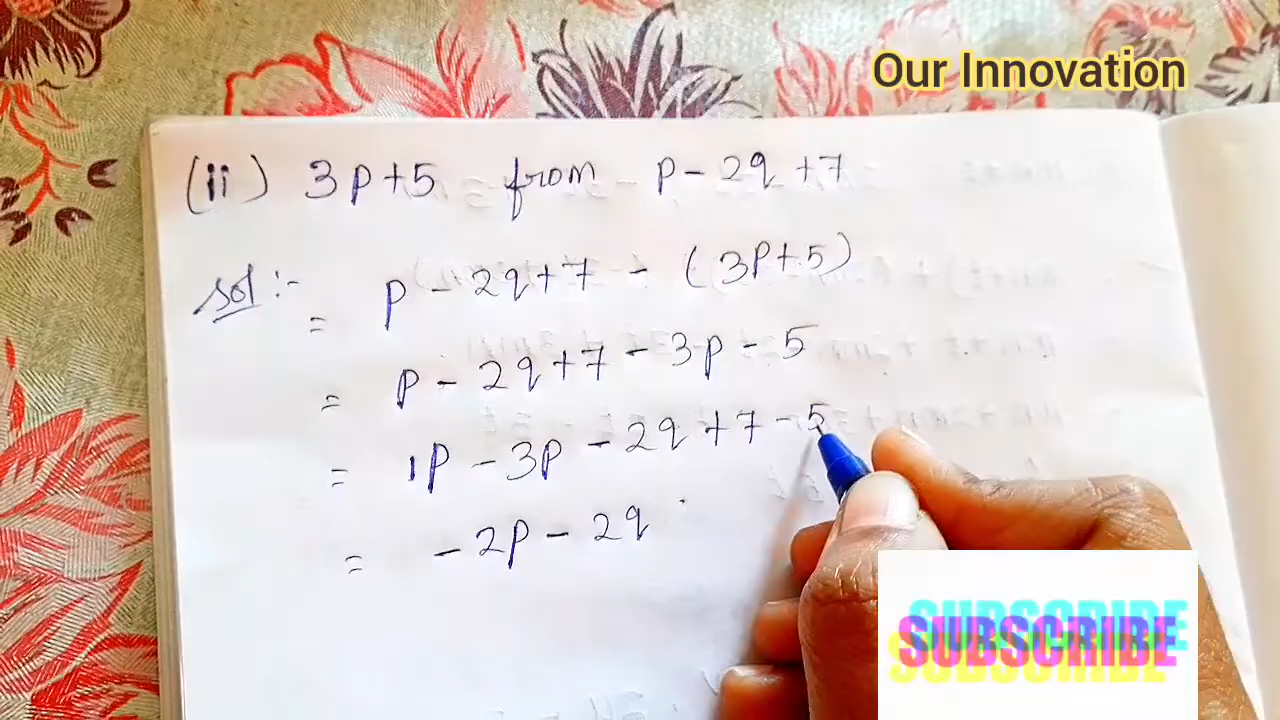 Our Innovation
(ii) 3p+5 from p-2q+7
Sol:- = p-2q+7-(3p+5)
= p-2q+7-3p-5
= 1p-3p-2q+7-5
= -2p-2q
SUBSCRIBE